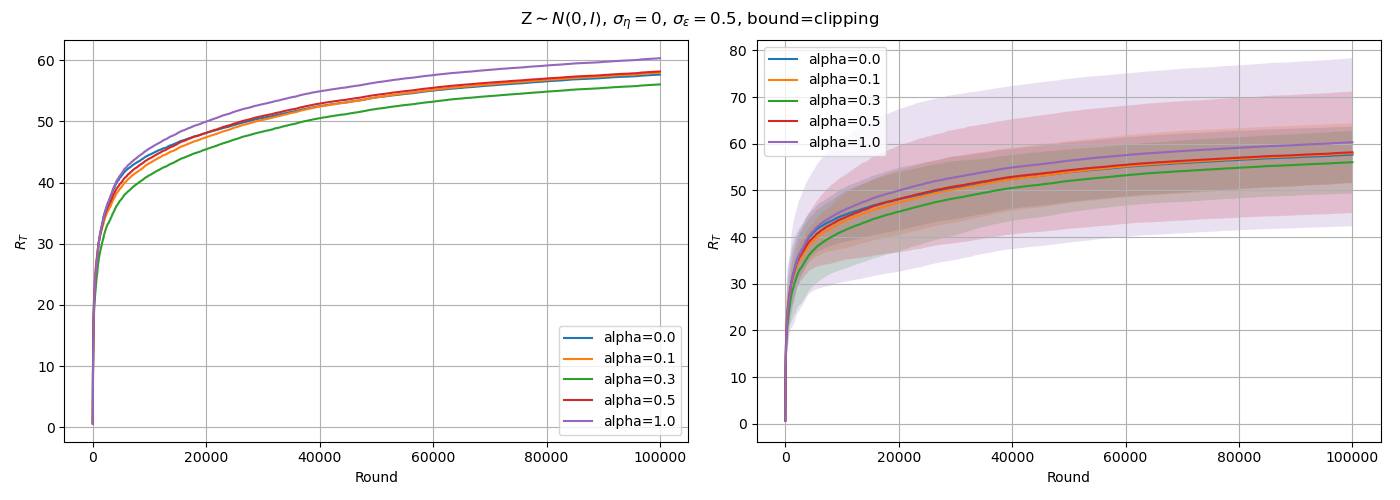 Z ~ N(0, I), σ_η = 0, σ_ε = 0.5, bound=clipping
R_T
60
50
40
30
20
10
0
0 20000 40000 60000 80000 100000
Round
alpha=0.0
alpha=0.1
alpha=0.3
alpha=0.5
alpha=1.0
R_T
80
70
60
50
40
30
20
10
0
0 20000 40000 60000 80000 100000
Round
alpha=0.0
alpha=0.1
alpha=0.3
alpha=0.5
alpha=1.0